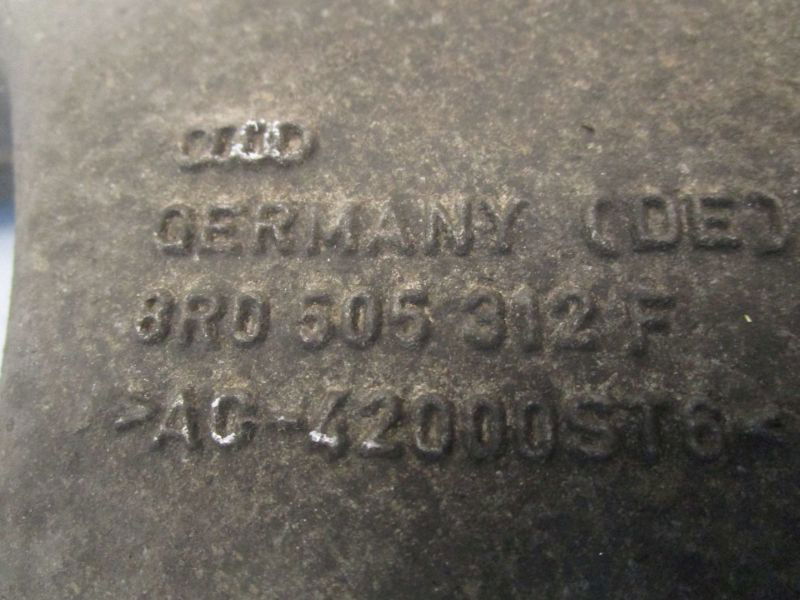 GERMANY (DE)
8R0 505 312 F
>AC-42000ST6<